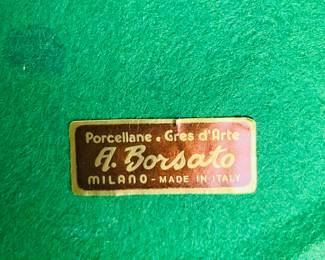 Porcellane • Gres d'Arte
A. Borsato
MILANO - MADE IN ITALY